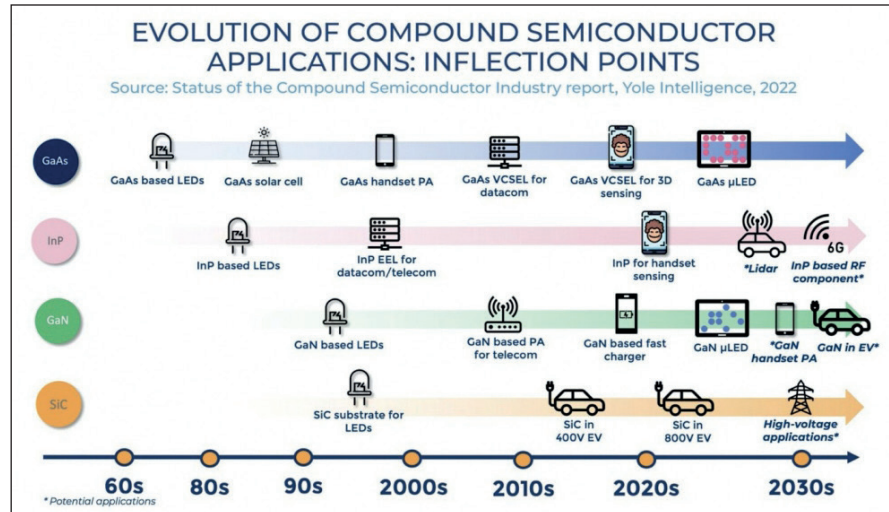 EVOLUTION OF COMPOUND SEMICONDUCTOR
APPLICATIONS: INFLECTION POINTS
Source: Status of the Compound Semiconductor Industry report, Yole Intelligence, 2022
GaAs
GaAs based LEDs
GaAs solar cell
GaAs handset PA
GaAs VCSEL for
datacom
GaAs VCSEL for 3D
sensing
GaAs µLED
InP
InP based LEDs
InP EEL for
datacom/telecom
InP for handset
sensing
*Lidar
6G
InP based RF
component*
GaN
GaN based LEDs
GaN based PA
for telecom
GaN based fast
charger
GaN µLED
*GaN
handset PA
GaN in EV*
SiC
SiC substrate for
LEDs
SiC in
400V EV
SiC in
800V EV
High-voltage
applications*
60s
80s
90s
2000s
2010s
2020s
2030s
* Potential applications